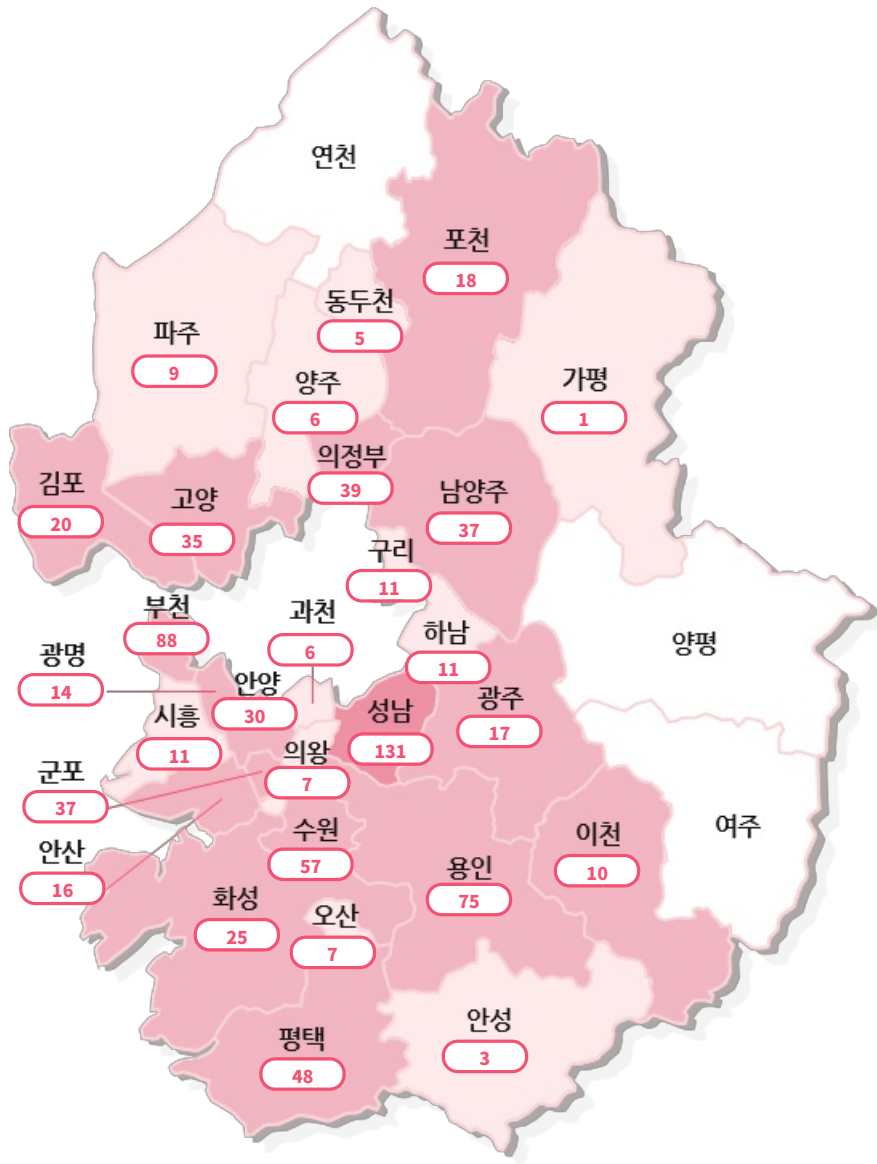 연천
포천
18
동두천
5
파주
9
양주
6
가평
1
의정부
39
김포
20
고양
35
남양주
37
구리
11
부천
88
과천
6
하남
11
양평
광명
14
안양
30
시흥
11
성남
131
광주
17
의왕
7
군포
37
수원
57
이천
10
여주
안산
16
용인
75
화성
25
오산
7
안성
3
평택
48